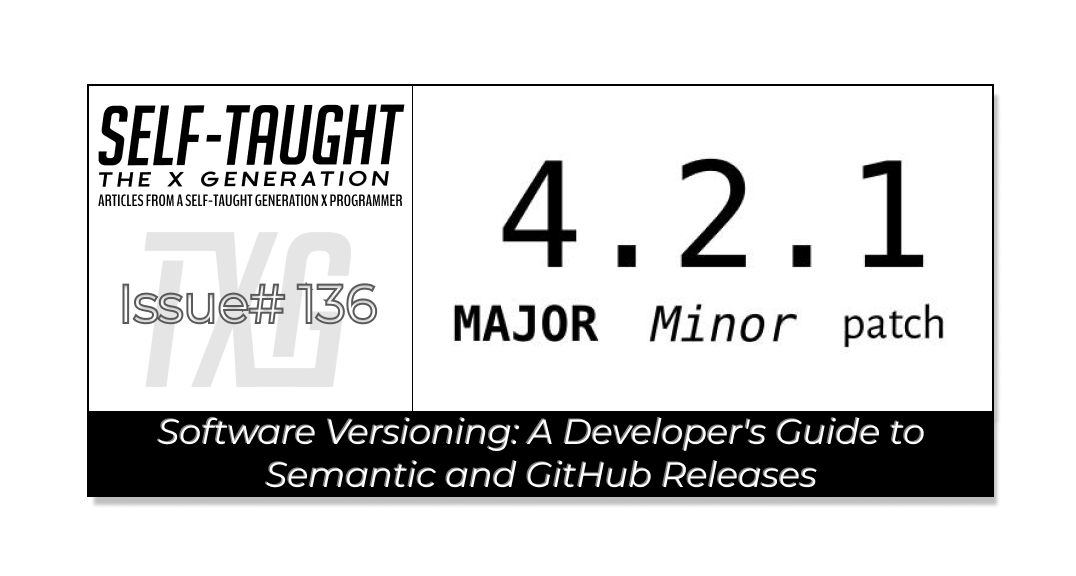 SELF-TAUGHT
THE X GENERATION
ARTICLES FROM A SELF-TAUGHT GENERATION X PROGRAMMER
TXG
Issue# 136
4.2.1
MAJOR Minor patch
Software Versioning: A Developer's Guide to
Semantic and GitHub Releases